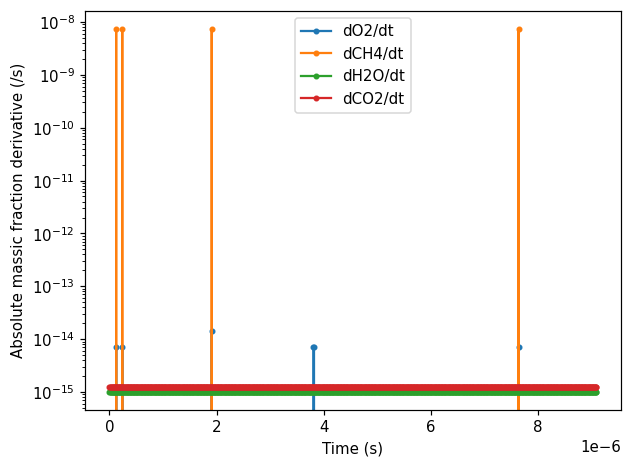 dO2/dt
dCH4/dt
dH2O/dt
dCO2/dt
Absolute massic fraction derivative (/s)
10⁻⁸
10⁻⁹
10⁻¹⁰
10⁻¹¹
10⁻¹²
10⁻¹³
10⁻¹⁴
10⁻¹⁵
0 2 4 6 8
1e−6
Time (s)